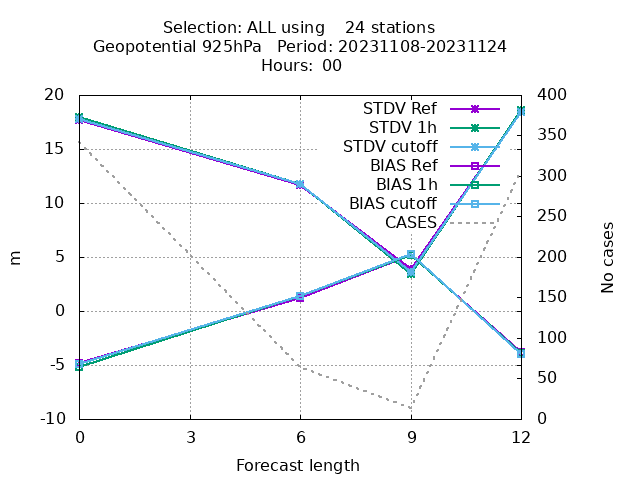 Selection: ALL using    24 stations
Geopotential 925hPa   Period: 20231108-20231124
Hours: 00
STDV Ref
STDV 1h
STDV cutoff
BIAS Ref
BIAS 1h
BIAS cutoff
CASES
20
15
10
5
0
-5
-10
m
400
350
300
250
200
150
100
50
0
No cases
0 3 6 9 12
Forecast length